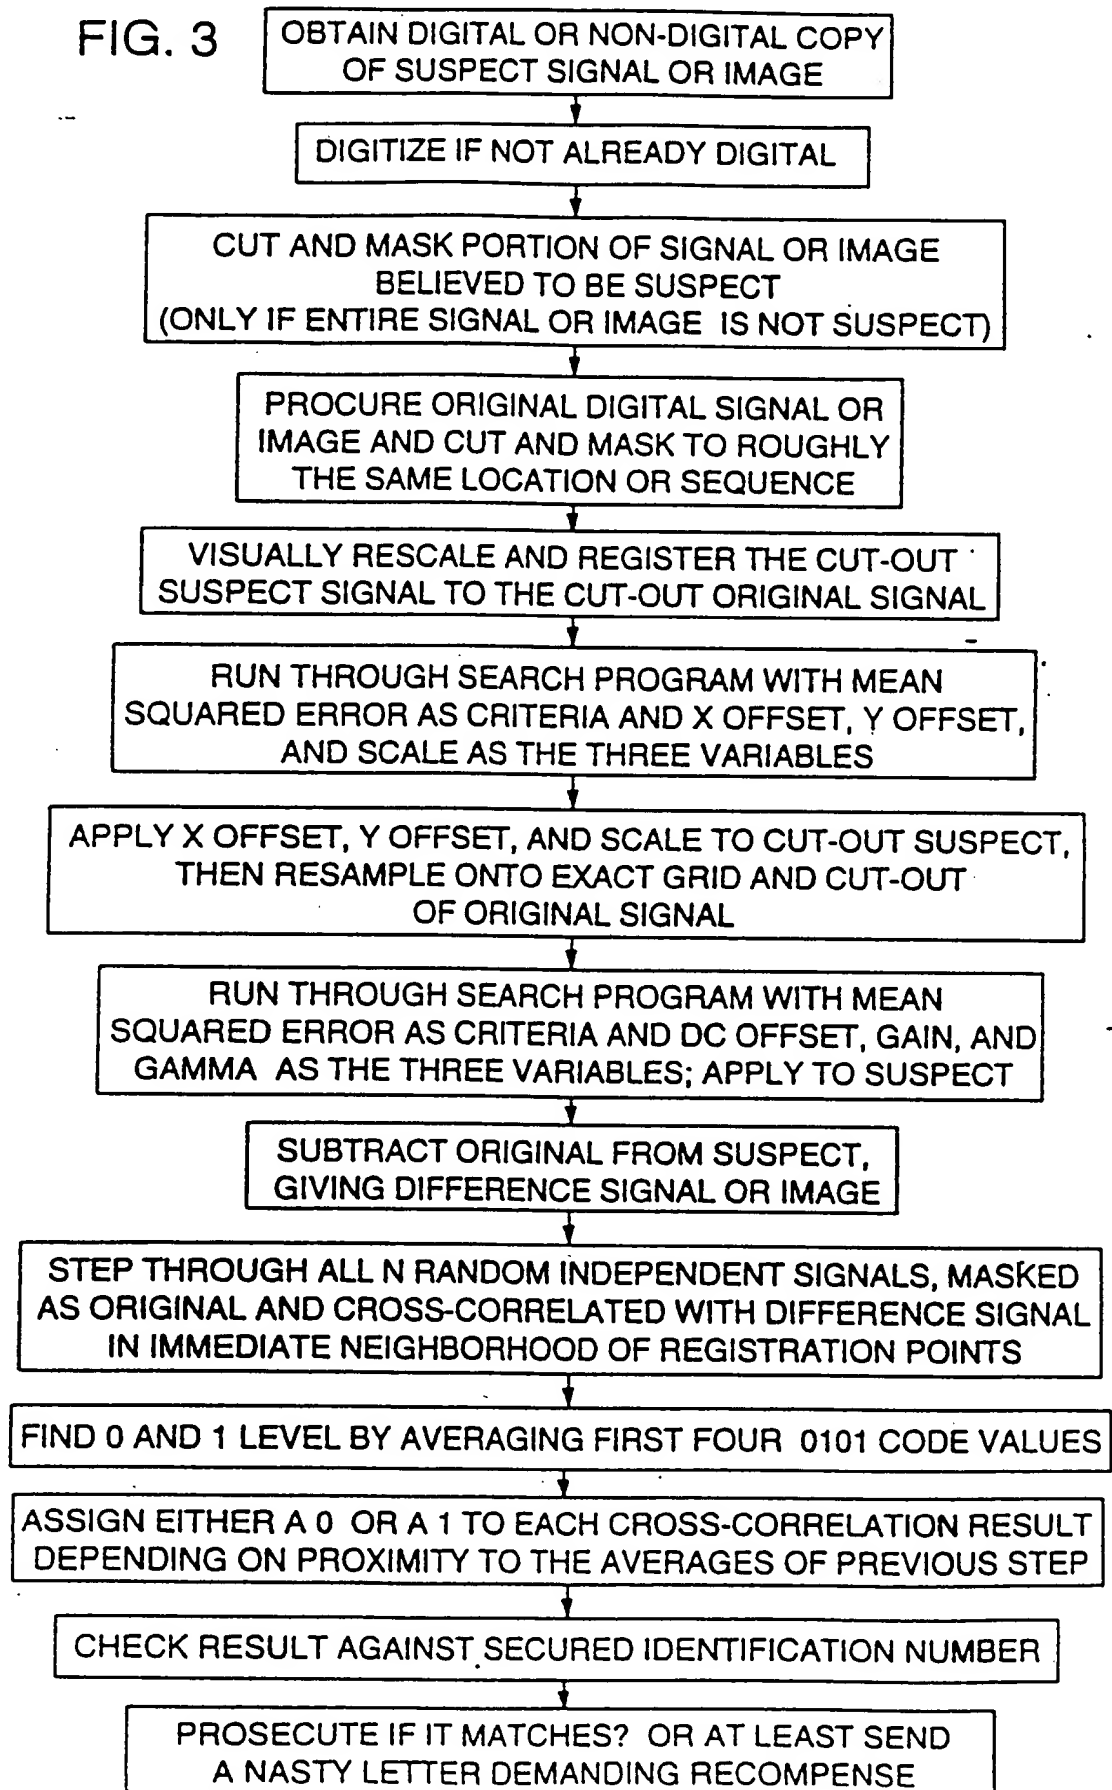 FIG. 3
OBTAIN DIGITAL OR NON-DIGITAL COPY
OF SUSPECT SIGNAL OR IMAGE
DIGITIZE IF NOT ALREADY DIGITAL
CUT AND MASK PORTION OF SIGNAL OR IMAGE
BELIEVED TO BE SUSPECT
(ONLY IF ENTIRE SIGNAL OR IMAGE IS NOT SUSPECT)
PROCURE ORIGINAL DIGITAL SIGNAL OR
IMAGE AND CUT AND MASK TO ROUGHLY
THE SAME LOCATION OR SEQUENCE
VISUALLY RESCALE AND REGISTER THE CUT-OUT
SUSPECT SIGNAL TO THE CUT-OUT ORIGINAL SIGNAL
RUN THROUGH SEARCH PROGRAM WITH MEAN
SQUARED ERROR AS CRITERIA AND X OFFSET, Y OFFSET,
AND SCALE AS THE THREE VARIABLES
APPLY X OFFSET, Y OFFSET, AND SCALE TO CUT-OUT SUSPECT,
THEN RESAMPLE ONTO EXACT GRID AND CUT-OUT
OF ORIGINAL SIGNAL
RUN THROUGH SEARCH PROGRAM WITH MEAN
SQUARED ERROR AS CRITERIA AND DC OFFSET, GAIN, AND
GAMMA AS THE THREE VARIABLES; APPLY TO SUSPECT
SUBTRACT ORIGINAL FROM SUSPECT,
GIVING DIFFERENCE SIGNAL OR IMAGE
STEP THROUGH ALL N RANDOM INDEPENDENT SIGNALS, MASKED
AS ORIGINAL AND CROSS-CORRELATED WITH DIFFERENCE SIGNAL
IN IMMEDIATE NEIGHBORHOOD OF REGISTRATION POINTS
FIND 0 AND 1 LEVEL BY AVERAGING FIRST FOUR 0101 CODE VALUES
ASSIGN EITHER A 0 OR A 1 TO EACH CROSS-CORRELATION RESULT
DEPENDING ON PROXIMITY TO THE AVERAGES OF PREVIOUS STEP
CHECK RESULT AGAINST SECURED IDENTIFICATION NUMBER
PROSECUTE IF IT MATCHES? OR AT LEAST SEND
A NASTY LETTER DEMANDING RECOMPENSE